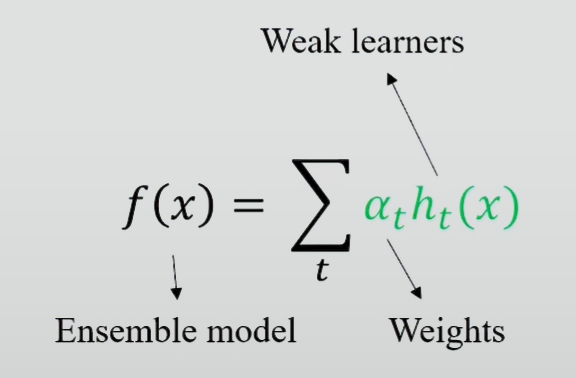 Weak learners
f(x) = ∑ αₜhₜ(x)
t
Ensemble model
Weights